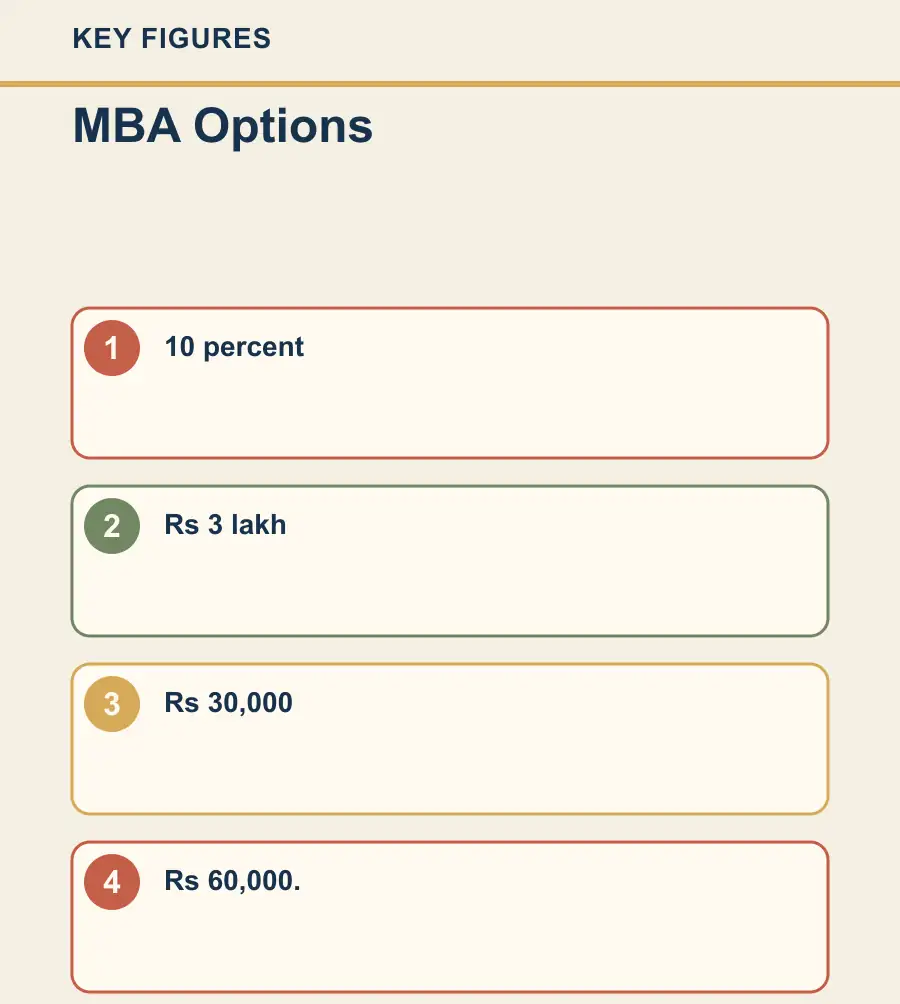 KEY FIGURES
MBA Options
1 10 percent
2 Rs 3 lakh
3 Rs 30,000
4 Rs 60,000.